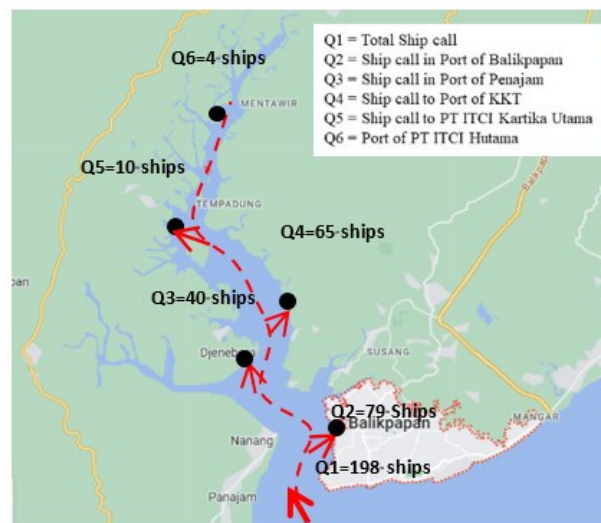 Q1 = Total Ship call
Q2 = Ship call in Port of Balikpapan
Q3 = Ship call in Port of Penajam
Q4 = Ship call to Port of KKT
Q5 = Ship call to PT ITCI Kartika Utama
Q6 = Port of PT ITCI Hutama
Q6=4-ships
MENTAWIR
Q5=10-ships
TEMPADUNG
Q4=65-ships
Q3=40-ships
SUSANG
Q2=79-Ships
MANGAR
Balikpapan
Nanang
Q1=198-ships
Panajam